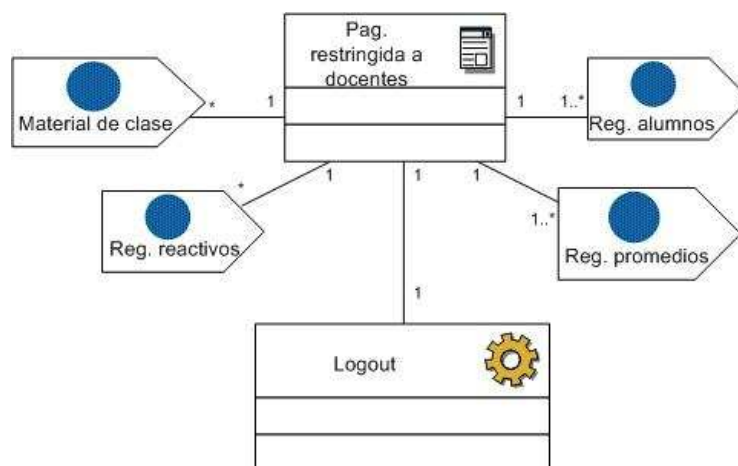 Pag.
restringida a
docentes
Material de clase
*
1
1
1..*
Reg. alumnos
*
1
1
1
1..*
Reg. reactivos
Reg. promedios
1
Logout